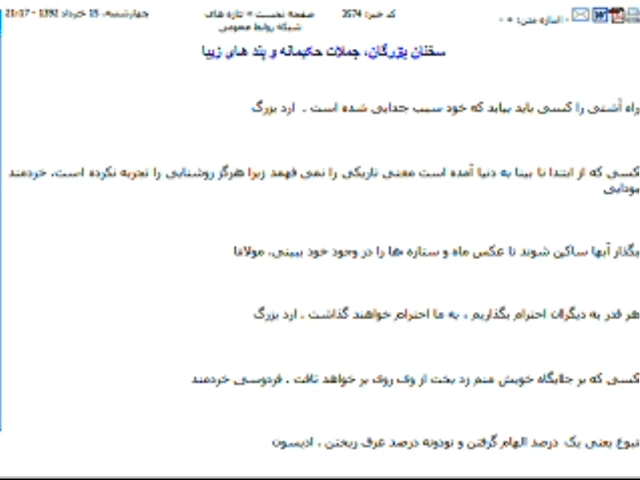 چهارشنبه، 15 خرداد 1392 - 21:17
صفحه نخست » تازه های شبکه روابط عمومی
کد خبر: 1574
اندازه متن: + -
سخنان بزرگان، جملات حکیمانه و پند های زیبا
راه آشتی را کسی باید بیابد که خود سبب جدایی شده است . ارد بزرگ
کسی که از ابتدا نا بینا به دنیا آمده است معنی تاریکی را نمی فهمد زیرا هرگز روشنایی را تجربه نکرده است. خردمند
بودایی
بگذار آبها ساکن شوند تا عکس ماه و ستاره ها را در وجود خود ببینی. مولانا
هر قدر به دیگران احترام بگذاریم ، به ما احترام خواهند گذاشت . ارد بزرگ
کسی که بر جایگاه خویش منم زد بخت از وی روی بر خواهد تافت . فردوسی خردمند
نبوغ یعنی یک درصد الهام گرفتن و نودونه درصد عرق ریختن . ادیسون